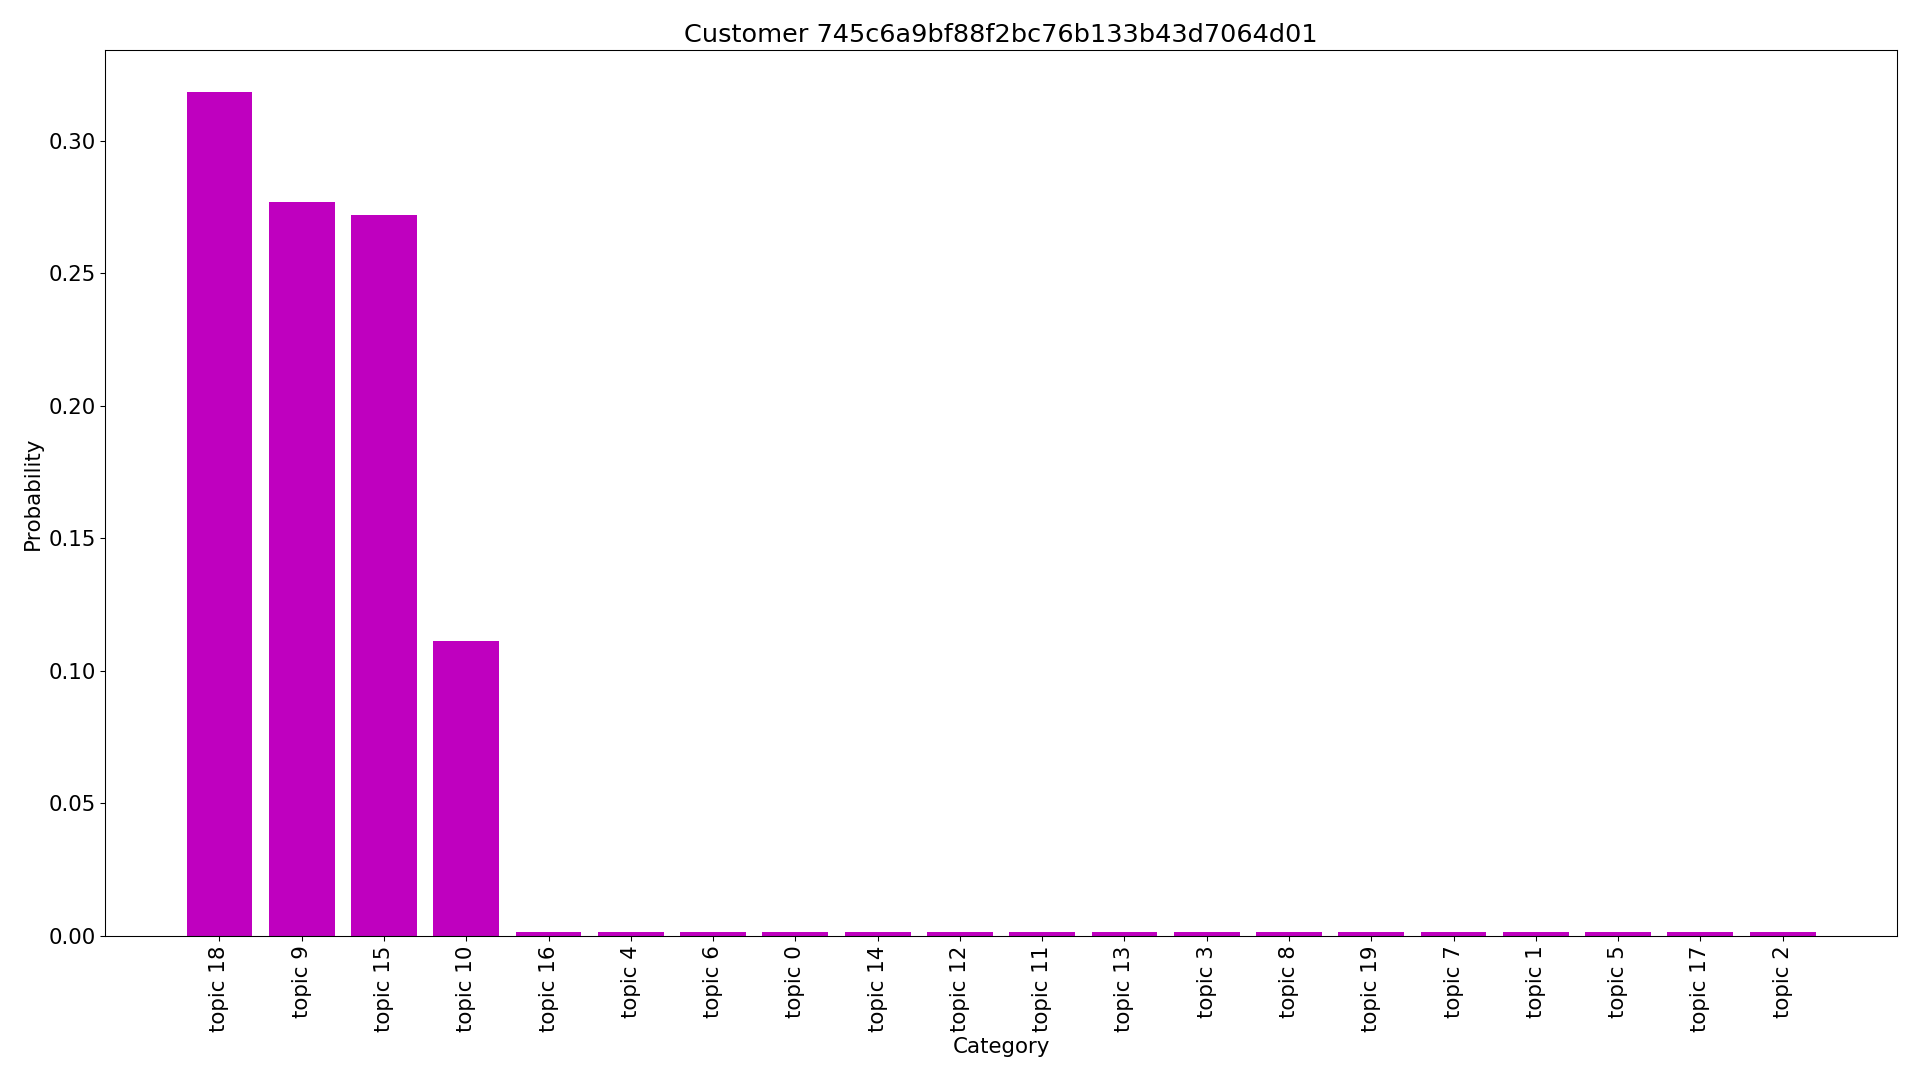 Customer 745c6a9bf88f2bc76b133b43d7064d01
Probability
0.30
0.25
0.20
0.15
0.10
0.05
0.00
topic 18
topic 9
topic 15
topic 10
topic 16
topic 4
topic 6
topic 0
topic 14
topic 12
topic 11
topic 13
topic 3
topic 8
topic 19
topic 7
topic 1
topic 5
topic 17
topic 2
Category